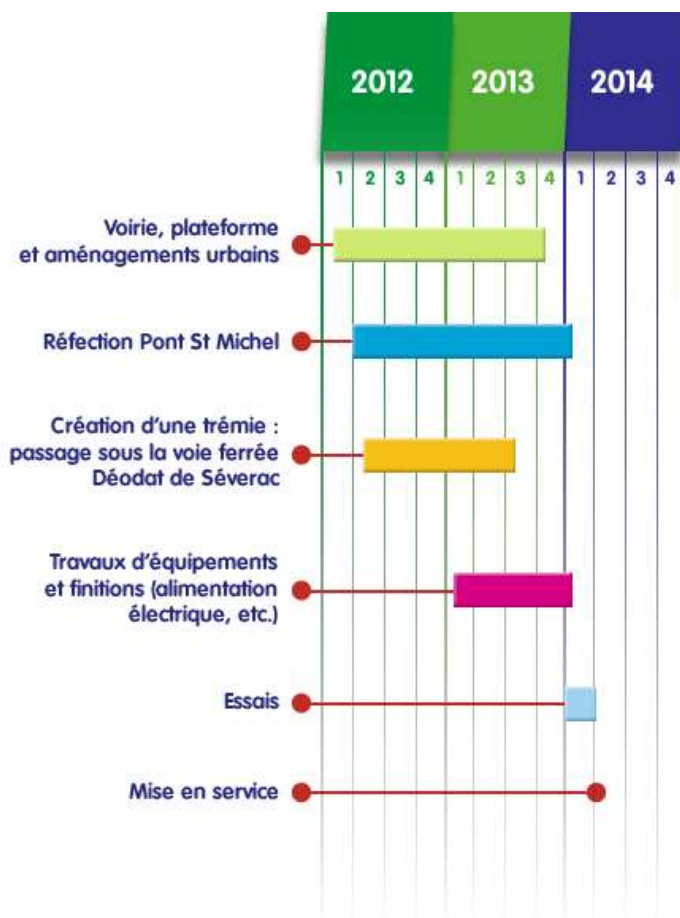 2012 2013 2014
1 2 3 4 1 2 3 4 1 2 3 4
Voirie, plateforme
et aménagements urbains
Réfection Pont St Michel
Création d’une trémie :
passage sous la voie ferrée
Déodat de Séverac
Travaux d’équipements
et finitions (alimentation
électrique, etc.)
Essais
Mise en service